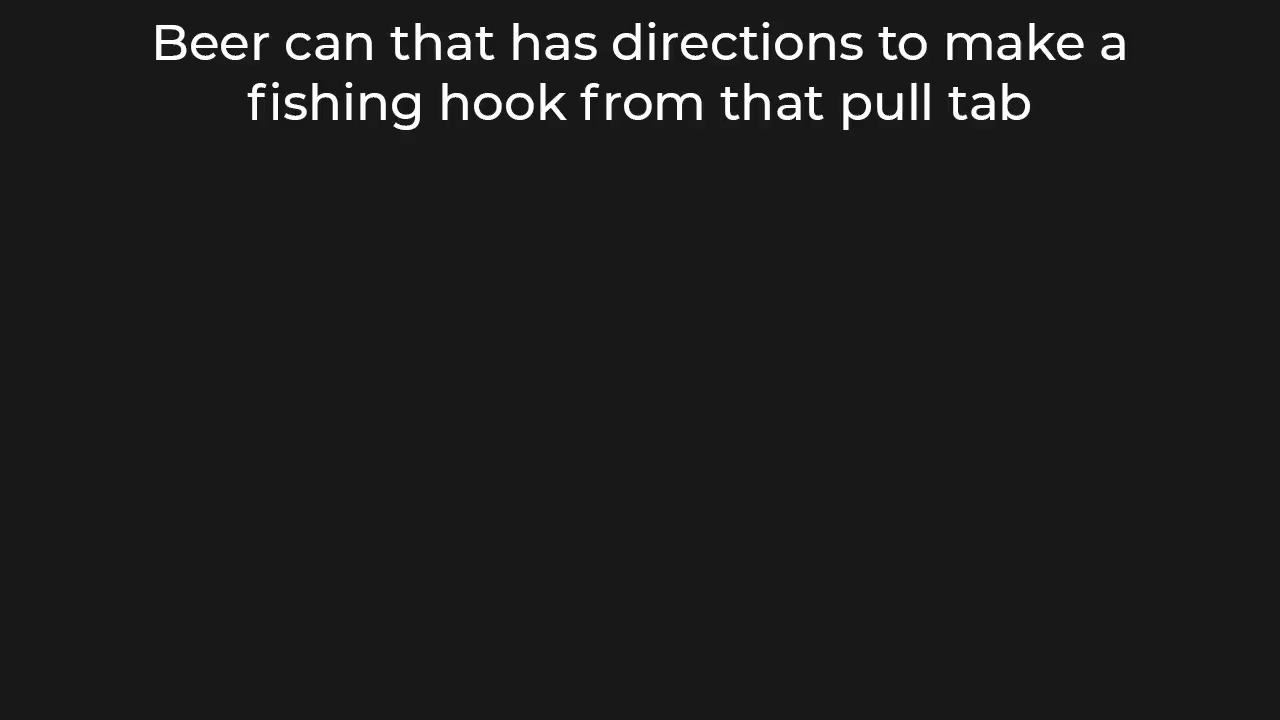 Beer can that has directions to make a
fishing hook from that pull tab